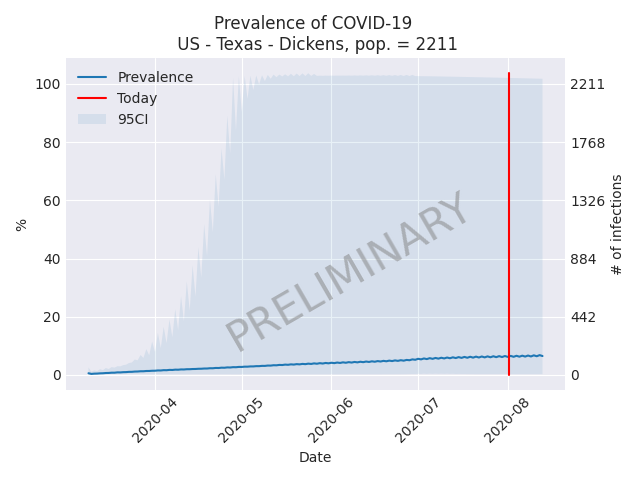 Prevalence of COVID-19
US - Texas - Dickens, pop. = 2211
Prevalence
Today
95CI
100
80
60
40
20
0
%
2211
1768
1326
884
442
0
# of infections
PRELIMINARY
2020-04
2020-05
2020-06
2020-07
2020-08
Date